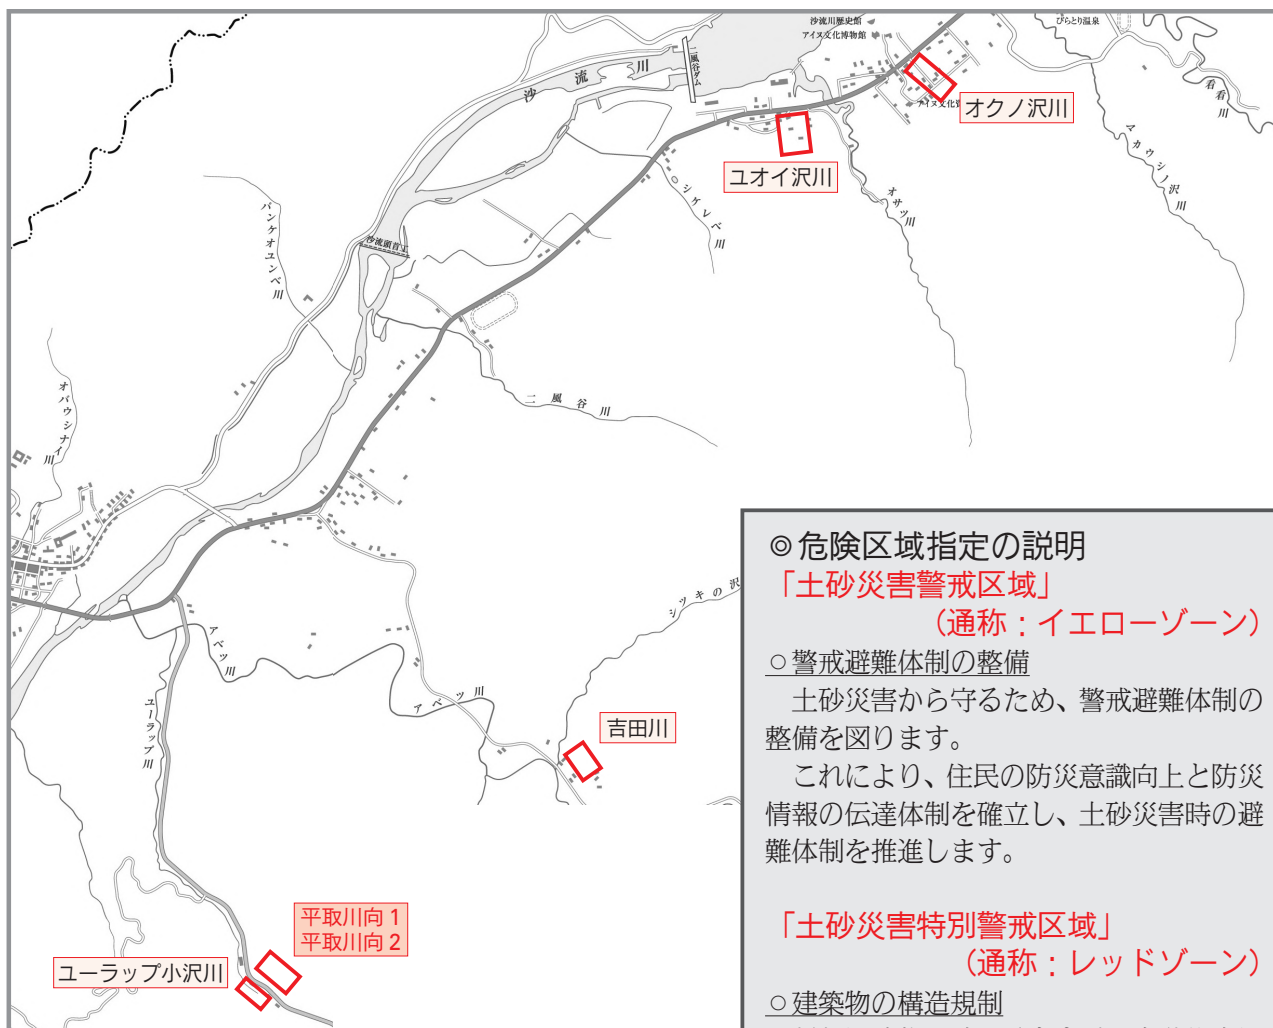 沙流川歴史館
アイヌ文化博物館
びらとり温泉
二風谷ダム
沙流川
看看川
オクノ沢川
ユオイ沢川
マカウシノ沢川
オサツ川
シケレベ川
パンケオユンベ川
沙流頭首工
オバウシナイ川
二風谷川
シツキの沢
アベツ川
アベツ川
ユーラップ川
吉田川
平取川向 1
平取川向 2
ユーラップ小沢川
◎危険区域指定の説明
「土砂災害警戒区域」
(通称:イエローゾーン)
○警戒避難体制の整備
　土砂災害から守るため、警戒避難体制の
整備を図ります。
　これにより、住民の防災意識向上と防災
情報の伝達体制を確立し、土砂災害時の避
難体制を推進します。
「土砂災害特別警戒区域」
(通称:レッドゾーン)
○建築物の構造規制